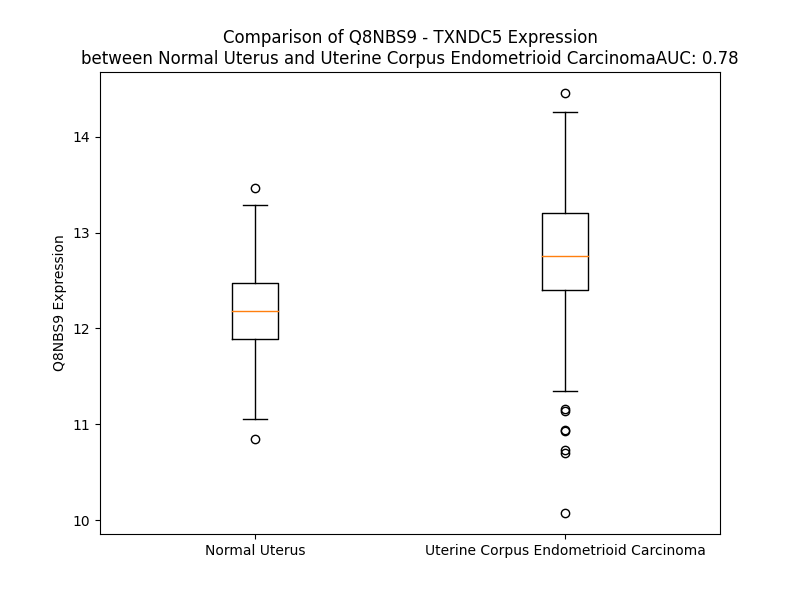 Comparison of Q8NBS9 - TXNDC5 Expression
between Normal Uterus and Uterine Corpus Endometrioid CarcinomaAUC: 0.78
14
13
12
11
10
Q8NBS9 Expression
Normal Uterus
Uterine Corpus Endometrioid Carcinoma